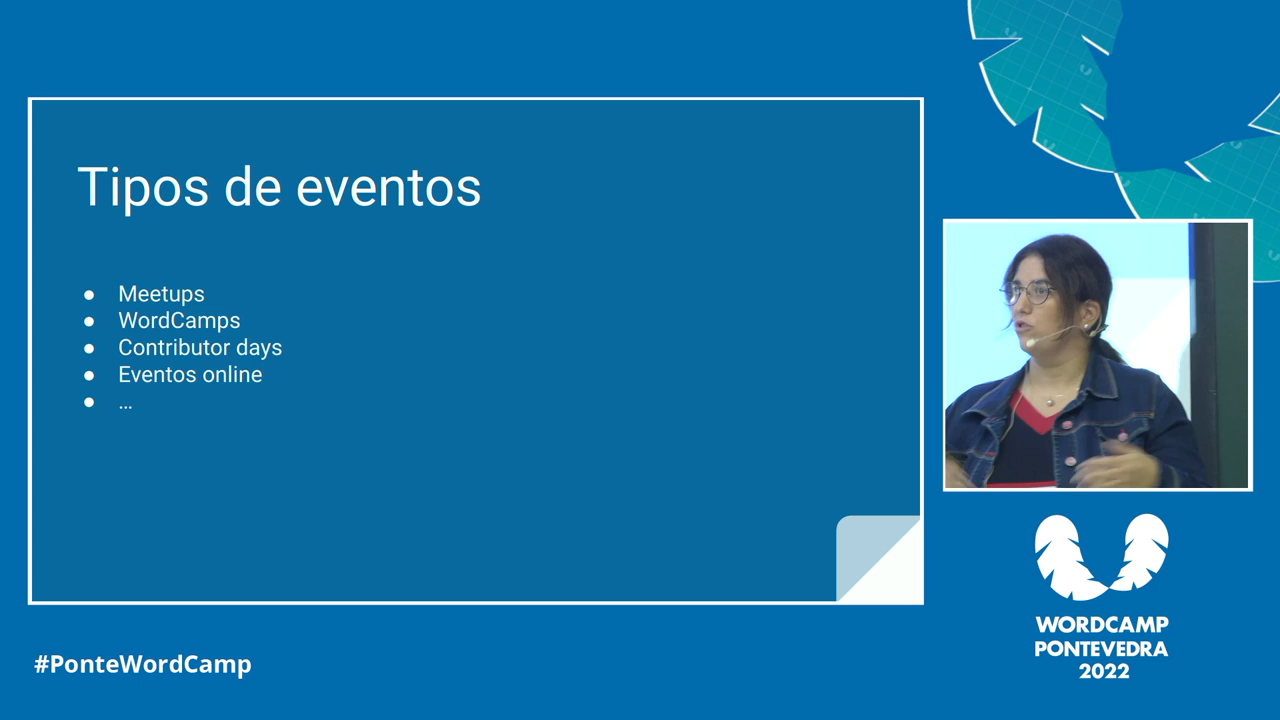 Tipos de eventos
● Meetups
● WordCamps
● Contributor days
● Eventos online
● ...
#PonteWordCamp
WORDCAMP
PONTEVEDRA
2022